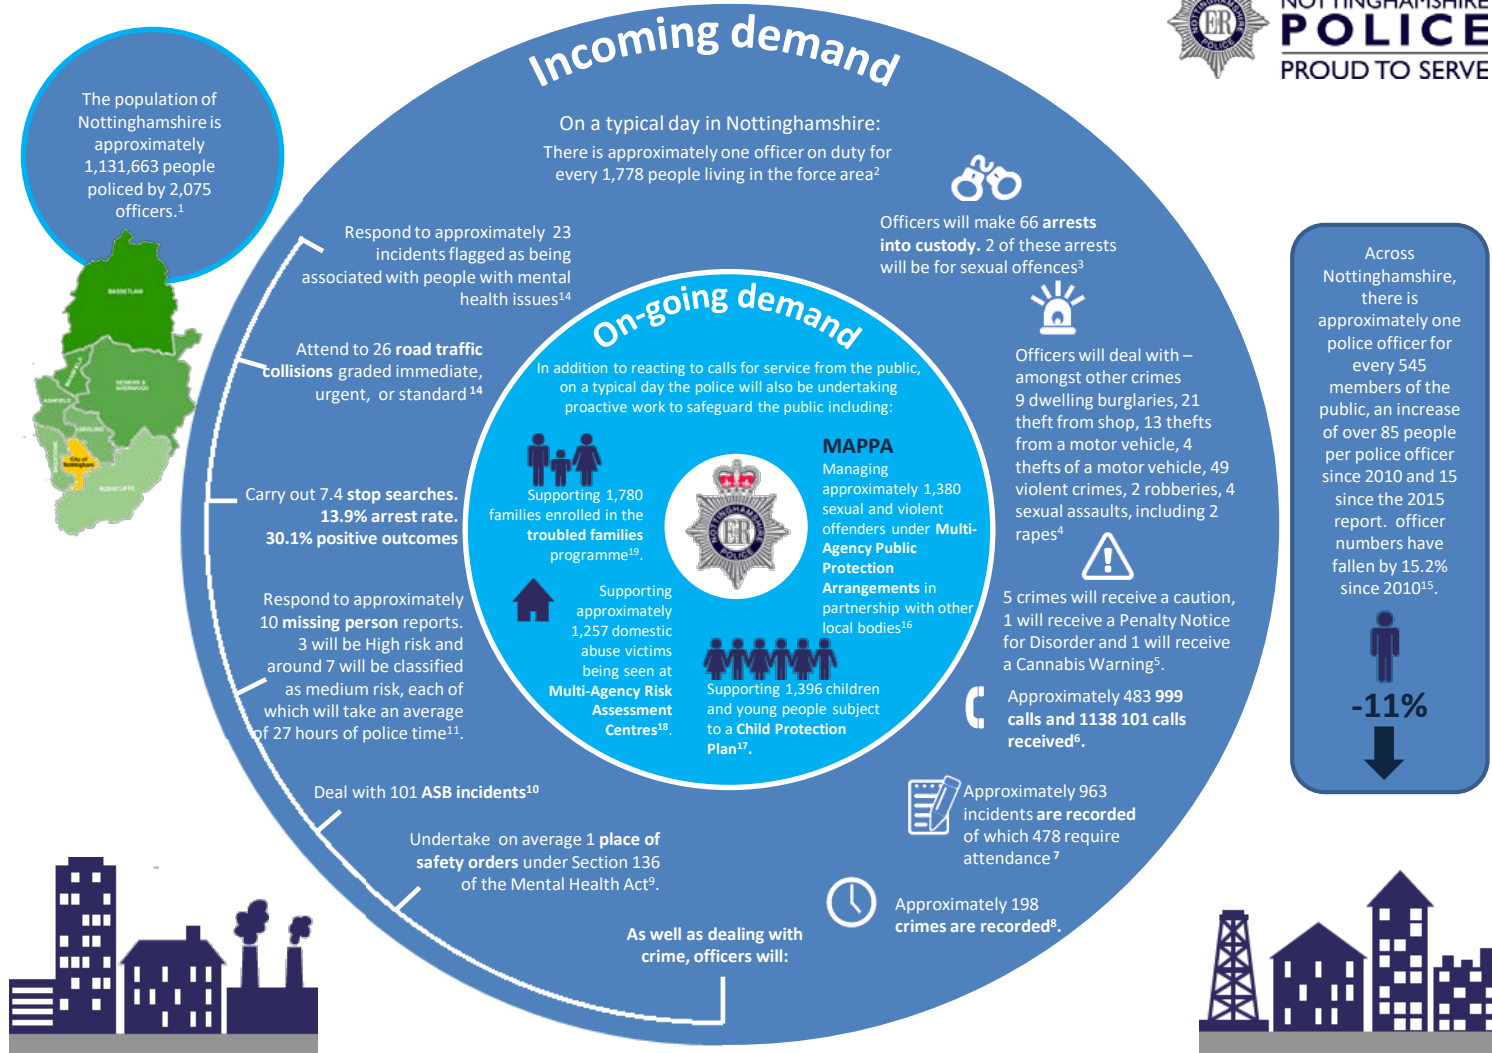 NOTTINGHAMSHIRE
POLICE
PROUD TO SERVE
The population of
Nottinghamshire is
approximately
1,131,663 people
policed by 2,075
officers.1
BASSETLAW
MANSFIELD
NEWARK &
SHERWOOD
ASHFIELD
GEDLING
BROXTOWE
City of
Nottingham
RUSHCLIFFE
Incoming demand
On a typical day in Nottinghamshire:
There is approximately one officer on duty for
every 1,778 people living in the force area2
Officers will make 66 arrests
into custody. 2 of these arrests
will be for sexual offences3
Officers will deal with –
amongst other crimes
9 dwelling burglaries, 21
theft from shop, 13 thefts
from a motor vehicle, 4
thefts of a motor vehicle, 49
violent crimes, 2 robberies, 4
sexual assaults, including 2
rapes4
5 crimes will receive a caution,
1 will receive a Penalty Notice
for Disorder and 1 will receive
a Cannabis Warning5.
Approximately 483 999
calls and 1138 101 calls
received6.
Approximately 963
incidents are recorded
of which 478 require
attendance 7
Approximately 198
crimes are recorded8.
As well as dealing with
crime, officers will:
Undertake on average 1 place of
safety orders under Section 136
of the Mental Health Act9.
Deal with 101 ASB incidents10
Respond to approximately
10 missing person reports.
3 will be High risk and
around 7 will be classified
as medium risk, each of
which will take an average
of 27 hours of police time11.
Carry out 7.4 stop searches.
13.9% arrest rate.
30.1% positive outcomes
Attend to 26 road traffic
collisions graded immediate,
urgent, or standard 14
Respond to approximately 23
incidents flagged as being
associated with people with mental
health issues14
On-going demand
In addition to reacting to calls for service from the public,
on a typical day the police will also be undertaking
proactive work to safeguard the public including:
Supporting 1,780
families enrolled in the
troubled families
programme19.
Supporting
approximately
1,257 domestic
abuse victims
being seen at
Multi-Agency Risk
Assessment
Centres18.
MAPPA
Managing
approximately 1,380
sexual and violent
offenders under Multi-
Agency Public
Protection
Arrangements in
partnership with other
local bodies16
Supporting 1,396 children
and young people subject
to a Child Protection
Plan17.
NOTTINGHAMSHIRE
ER
POLICE
Across
Nottinghamshire,
there is
approximately one
police officer for
every 545
members of the
public, an increase
of over 85 people
per police officer
since 2010 and 15
since the 2015
report. officer
numbers have
fallen by 15.2%
since 201015.
-11%